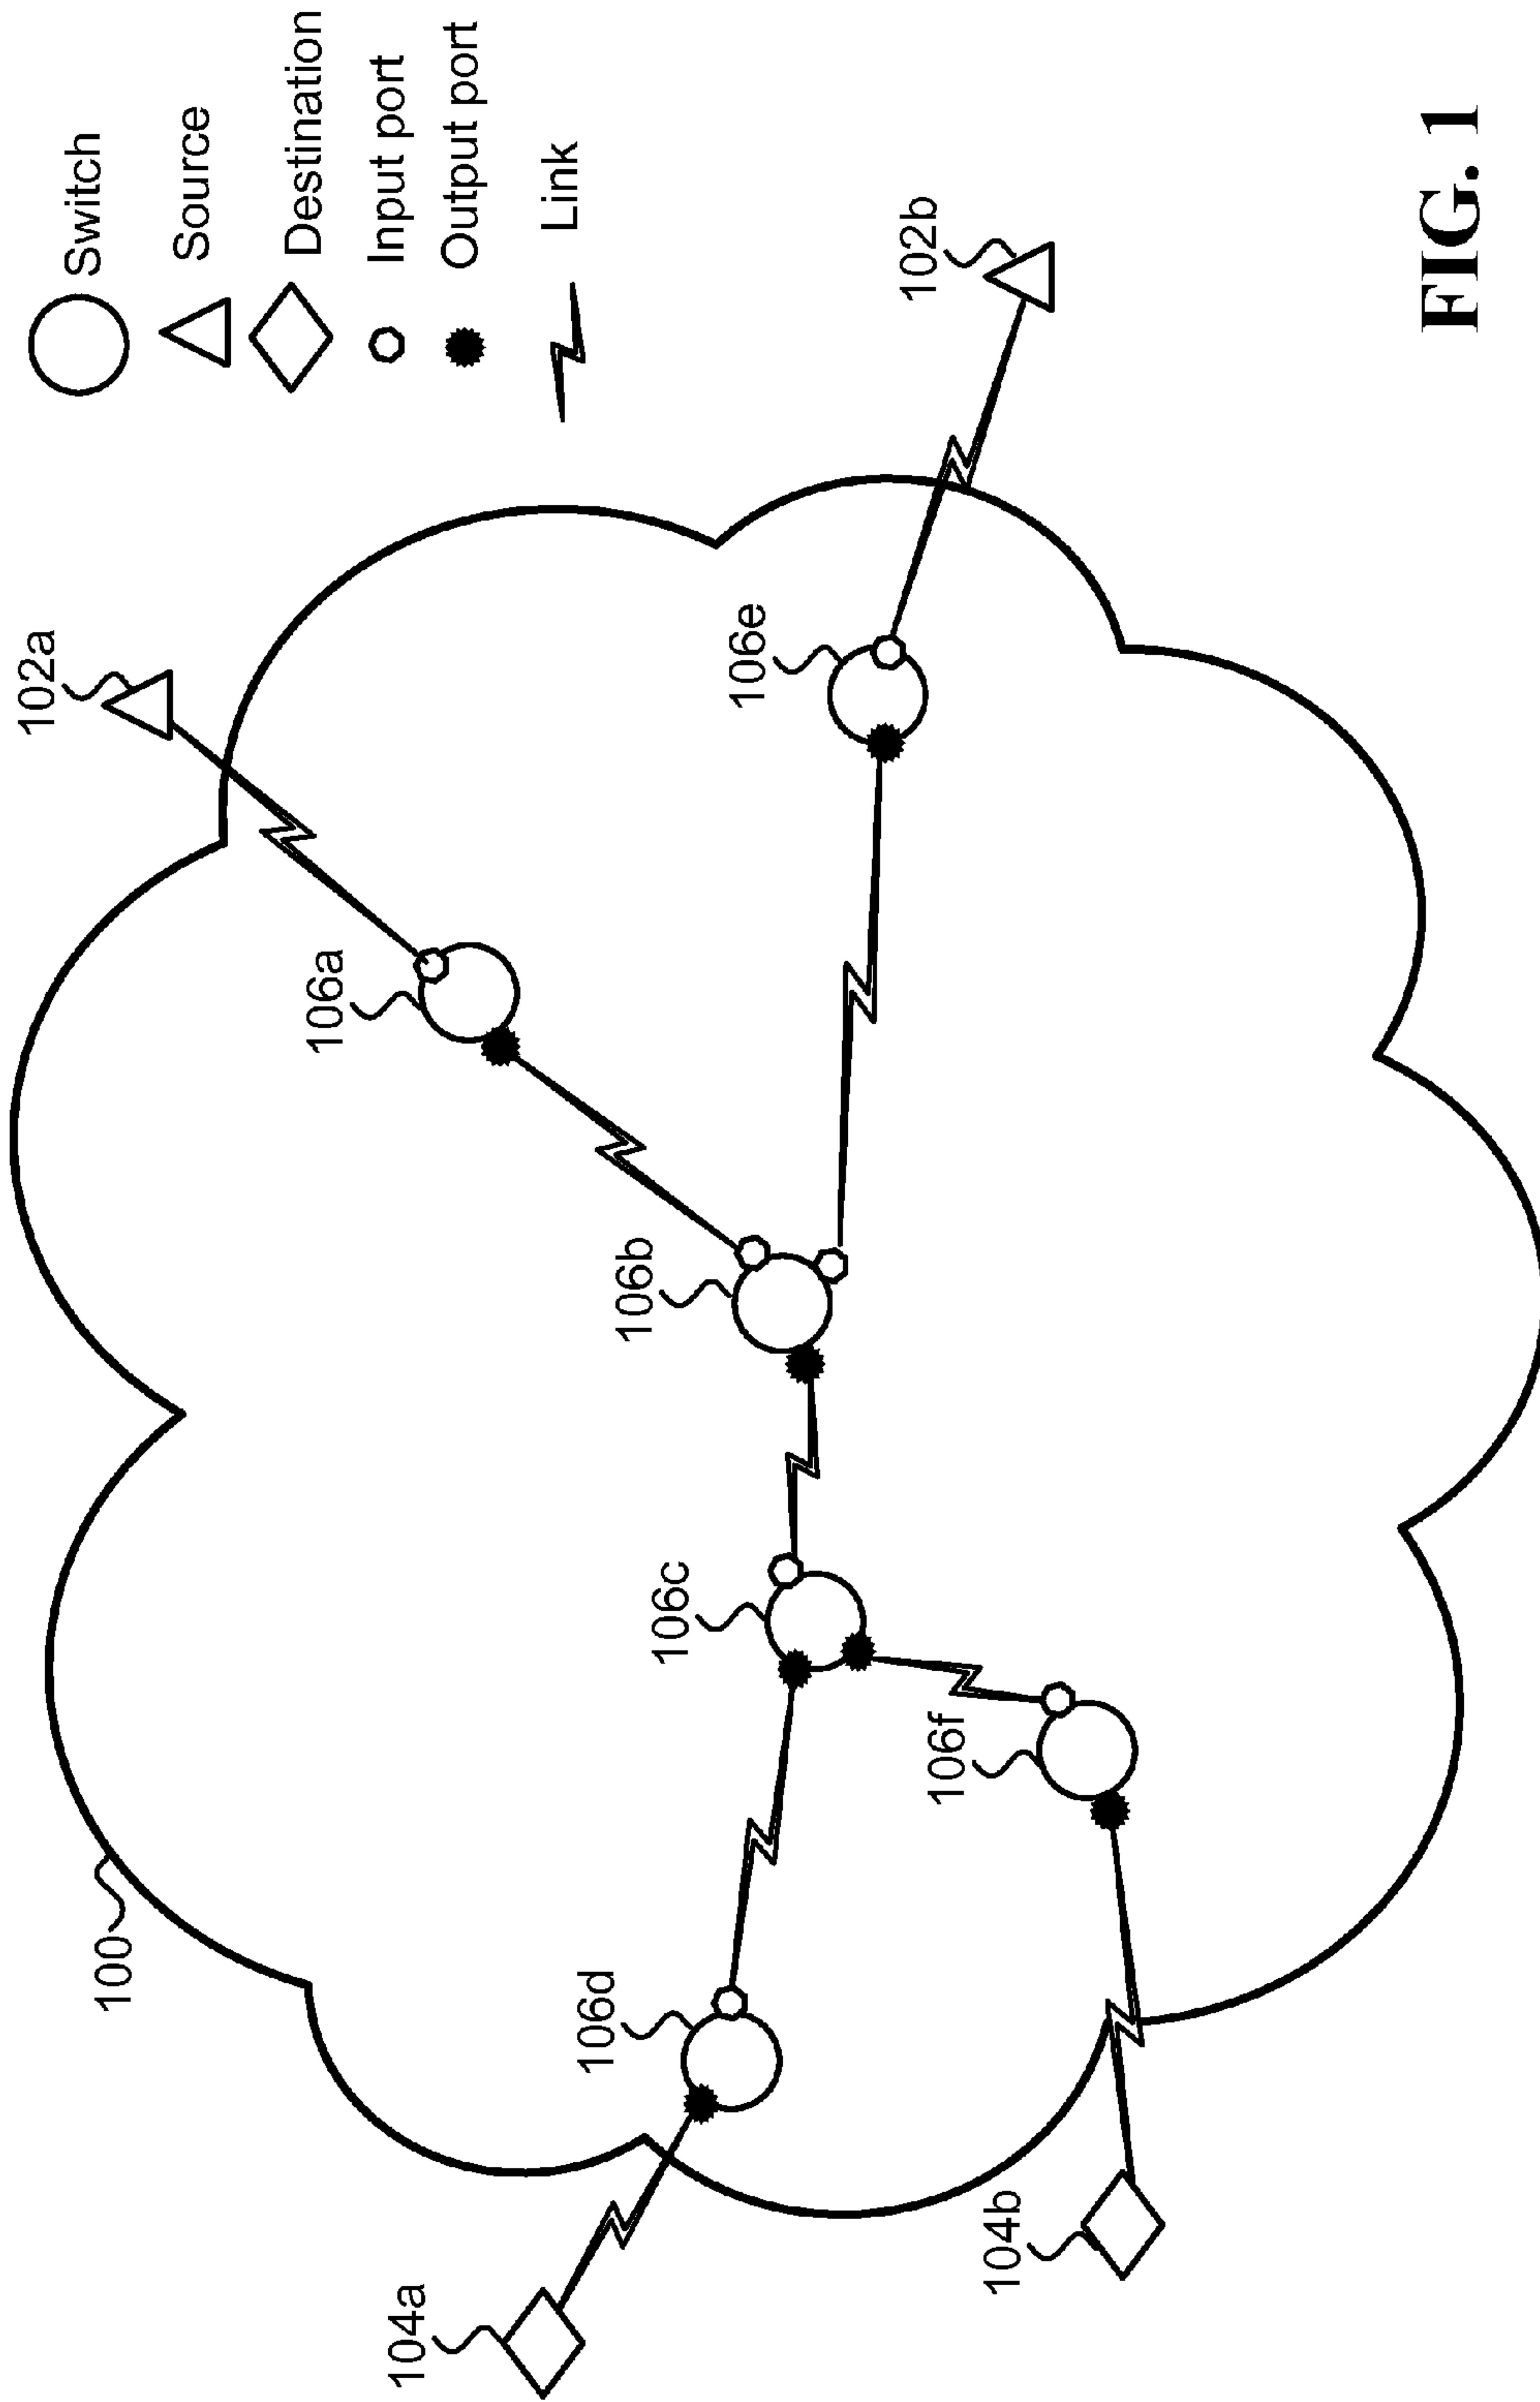 Switch
Source
Destination
Input port
Output port
Link
102a
102b
106a
106e
106b
106c
106f
106d
100
104a
104b
FIG. 1